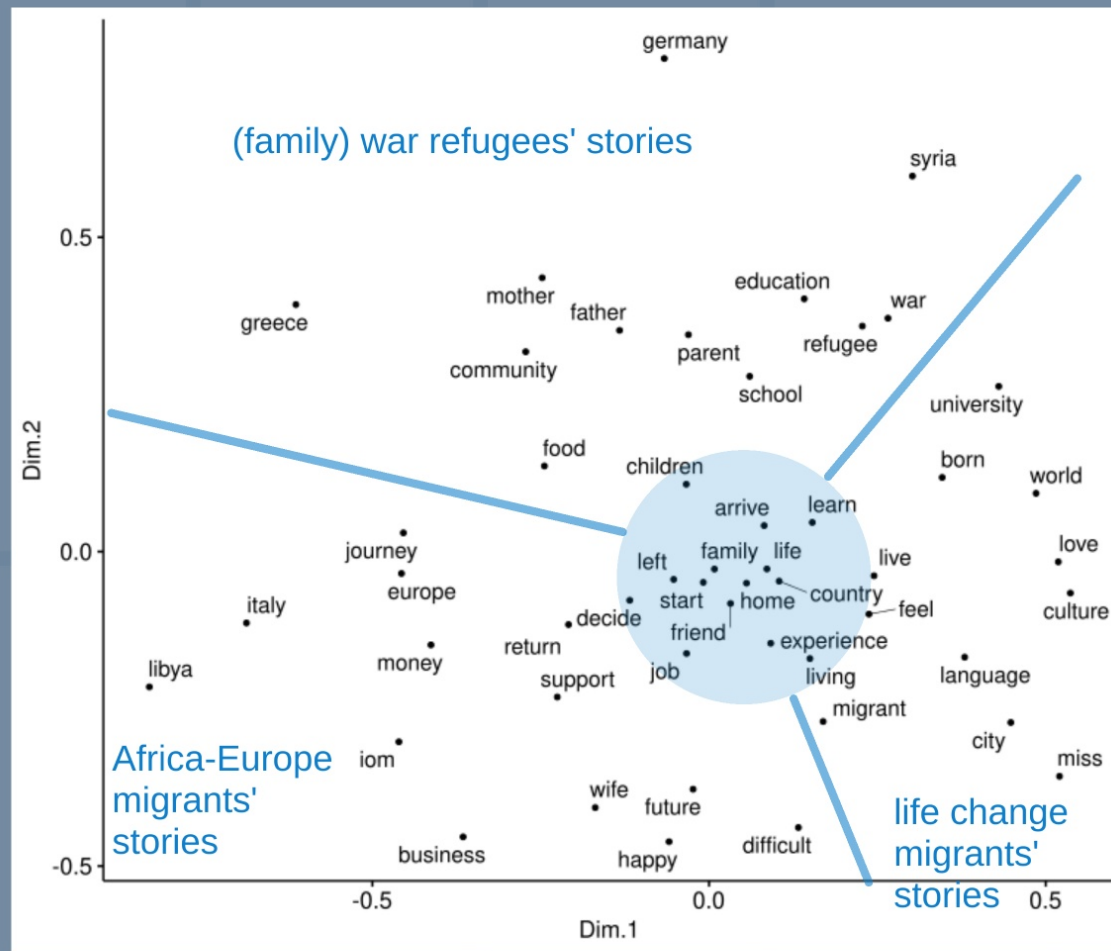 germany
(family) war refugees' stories
syria
0.5
mother
education
father
war
greece
refugee
parent
community
school
university
food
children
born
world
arrive
learn
Dim.2
0.0
journey
left
family
life
live
love
europe
start
home
country
feel
culture
italy
decide
friend
return
experience
money
job
living
language
libya
support
migrant
city
Africa-Europe
migrants'
stories
iom
miss
wife
future
life change
migrants'
stories
business
happy
difficult
-0.5
-0.5
0.0
0.5
Dim.1